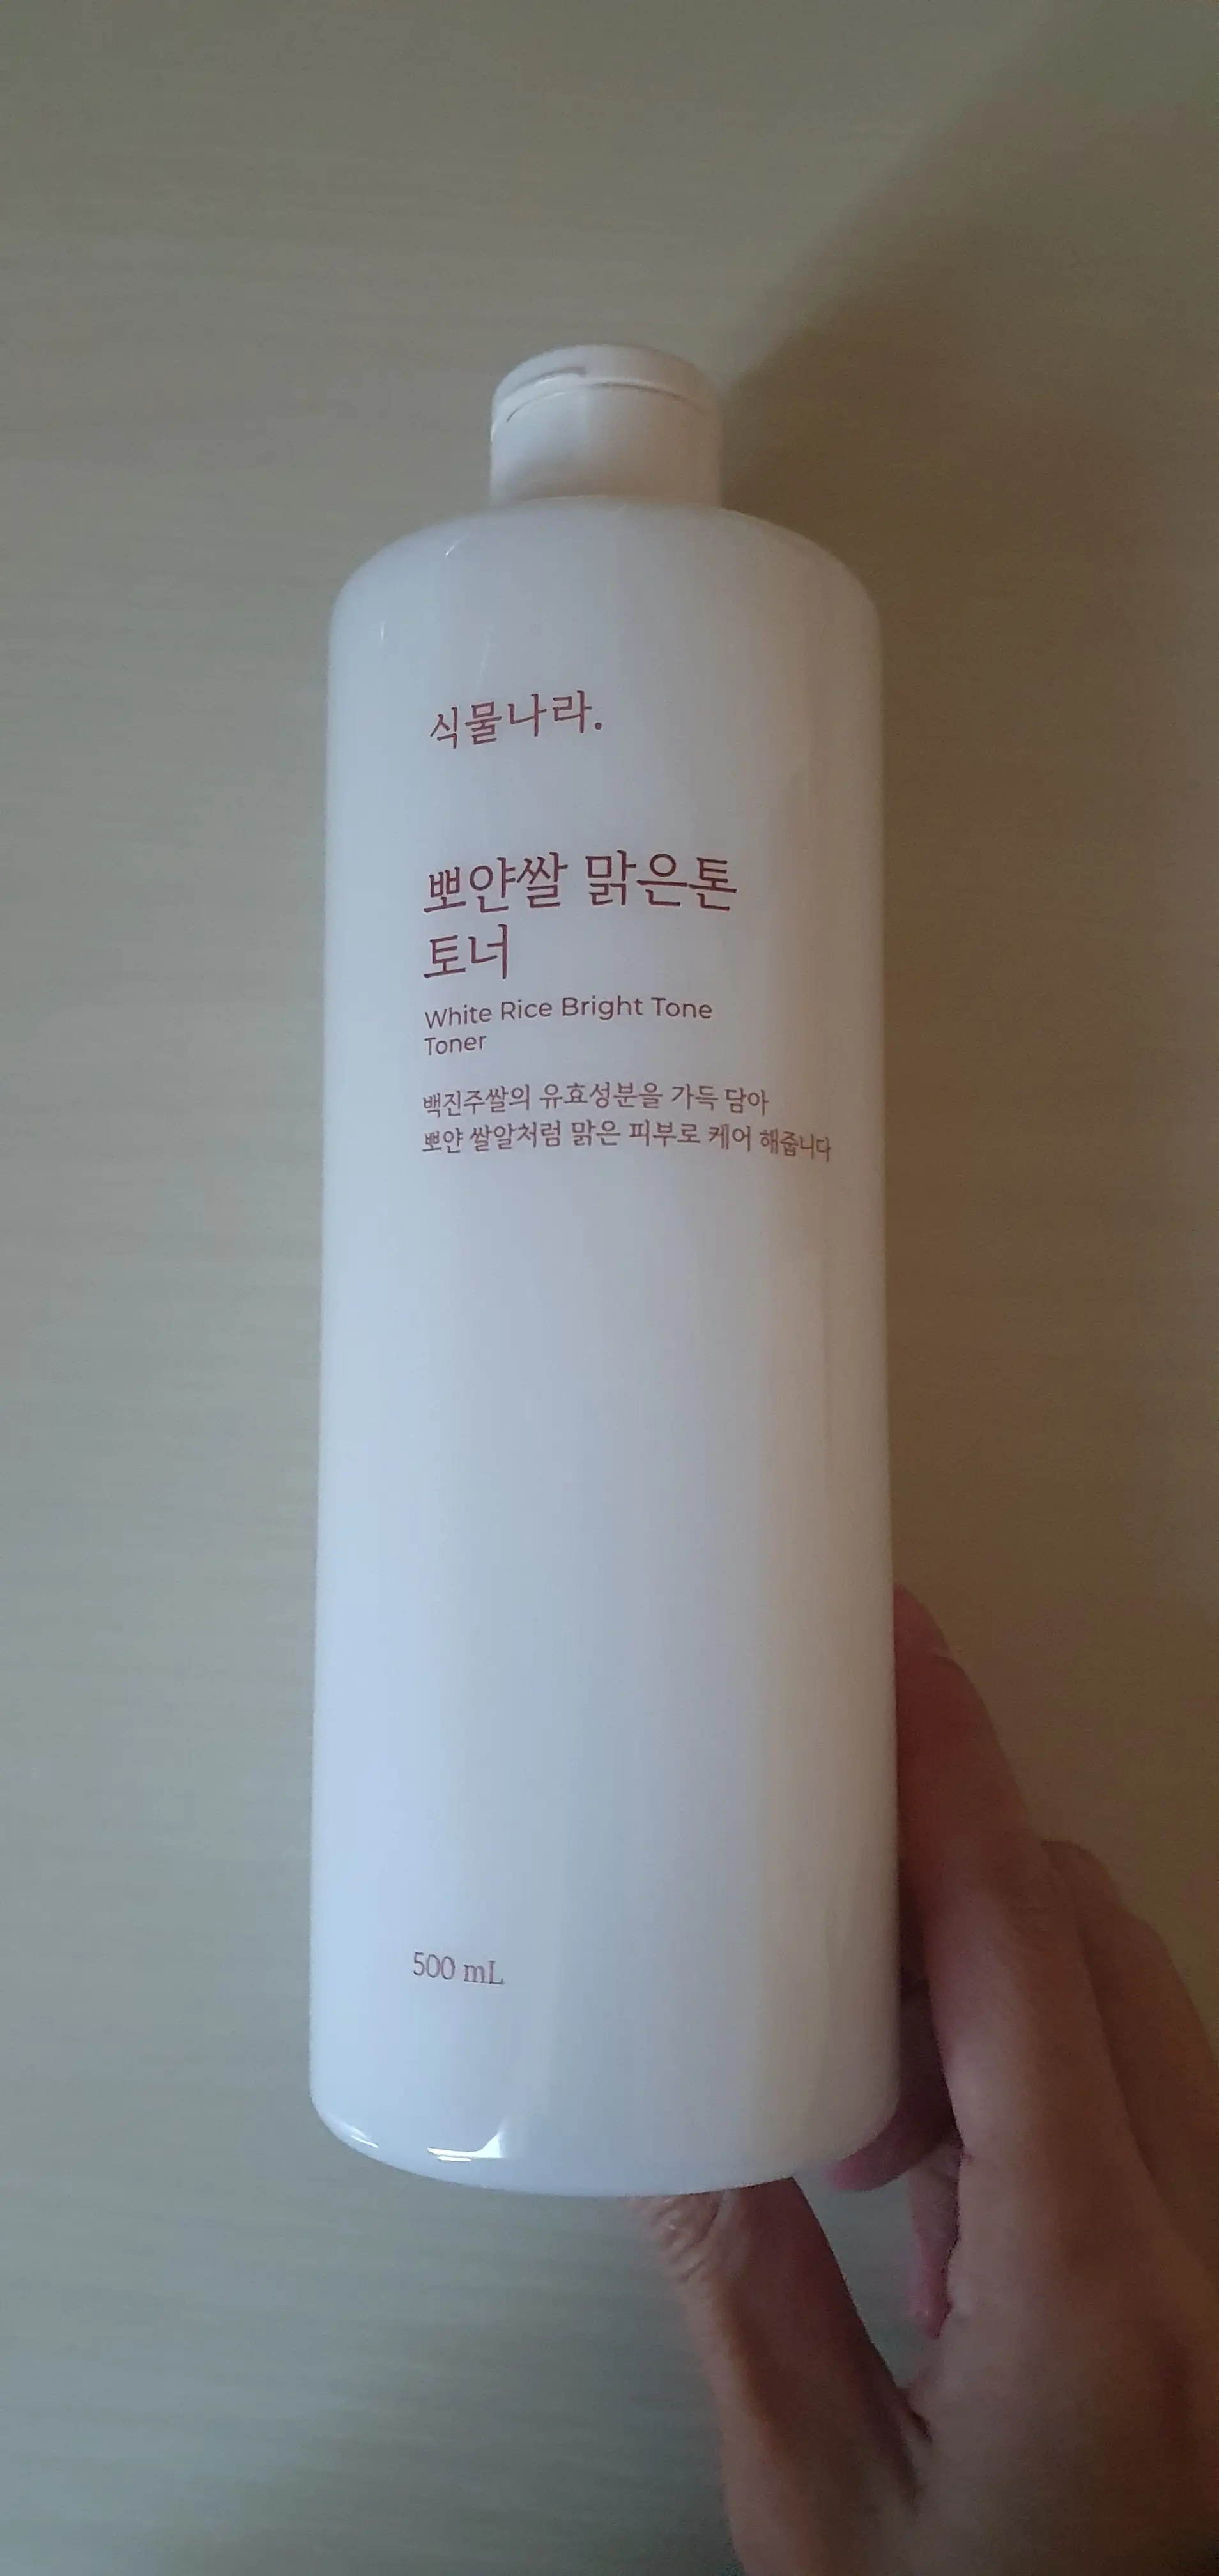 식물나라.
뽀얀쌀 맑은톤
토너
White Rice Bright Tone
Toner
백진주쌀의 유효성분을 가득 담아
뽀얀 쌀알처럼 맑은 피부로 케어 해줍니다
500 mL